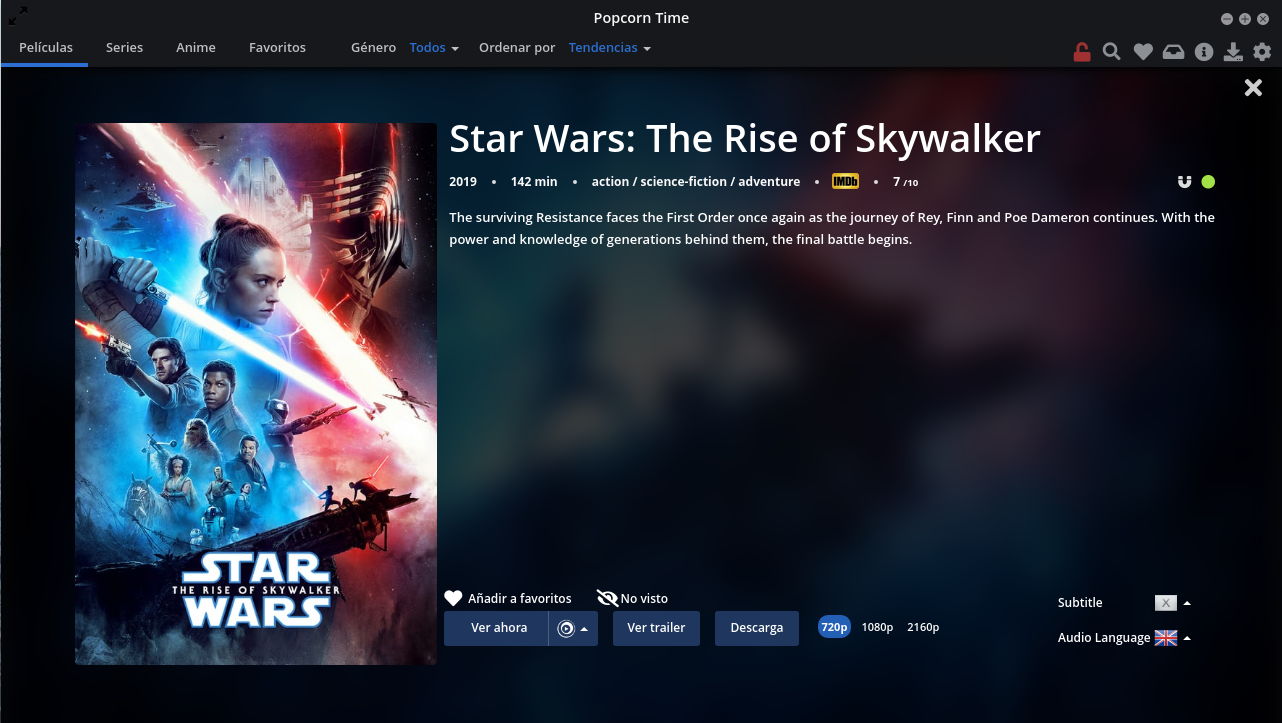 Popcorn Time
Películas Series Anime Favoritos Género Todos Ordenar por Tendencias
Star Wars: The Rise of Skywalker
2019 • 142 min • action / science-fiction / adventure • IMDb • 7 /10
The surviving Resistance faces the First Order once again as the journey of Rey, Finn and Poe Dameron continues. With the
power and knowledge of generations behind them, the final battle begins.
STAR
THE RISE OF SKYWALKER
WARS
Añadir a favoritos No visto
Subtitle X
Ver ahora Ver trailer Descarga 720p 1080p 2160p
Audio Language